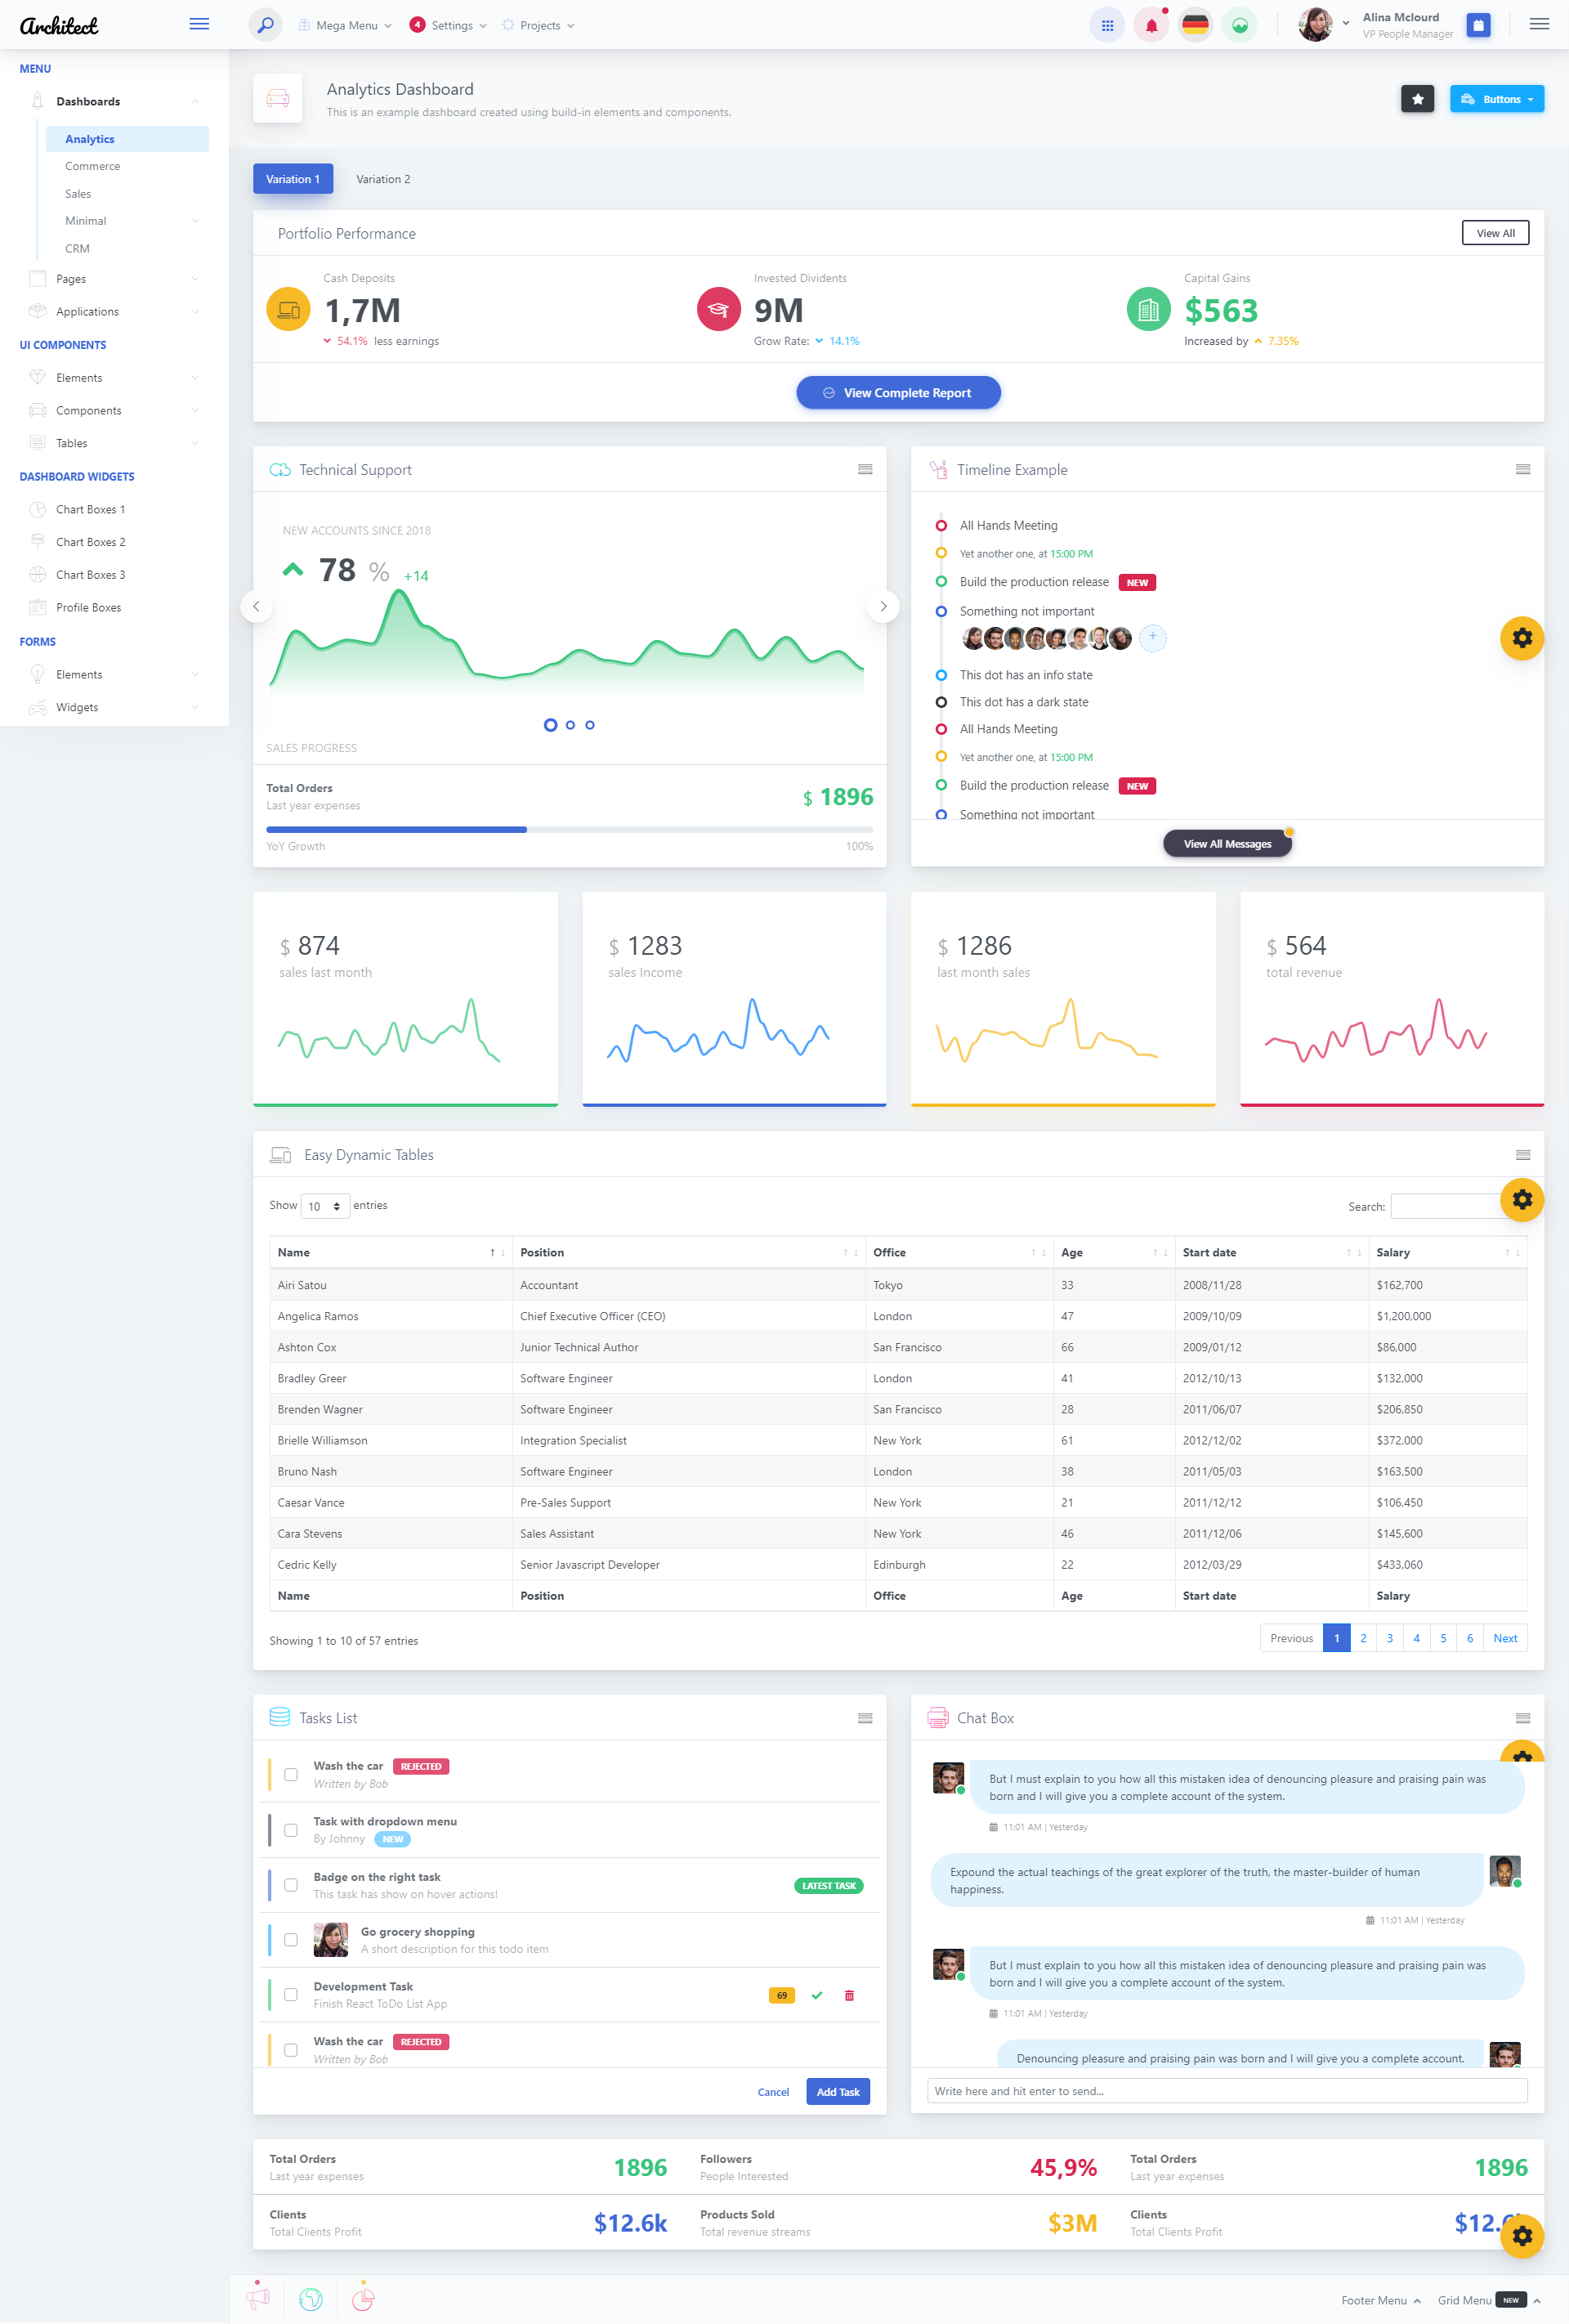 Architect
Mega Menu
4 Settings
Projects
Alina Mclourd
VP People Manager
MENU
Dashboards
Analytics
Commerce
Sales
Minimal
CRM
Pages
Applications
UI COMPONENTS
Elements
Components
Tables
DASHBOARD WIDGETS
Chart Boxes 1
Chart Boxes 2
Chart Boxes 3
Profile Boxes
FORMS
Elements
Widgets
Analytics Dashboard
This is an example dashboard created using build-in elements and components.
Buttons
Variation 1 Variation 2
Portfolio Performance
View All
Cash Deposits
1,7M
54.1% less earnings
Invested Dividents
9M
Grow Rate: 14.1%
Capital Gains
$563
Increased by 7.35%
View Complete Report
Technical Support
NEW ACCOUNTS SINCE 2018
78 % +14
SALES PROGRESS
Total Orders
Last year expenses
$ 1896
YoY Growth 100%
Timeline Example
All Hands Meeting
Yet another one, at 15:00 PM
Build the production release NEW
Something not important
+
This dot has an info state
This dot has a dark state
All Hands Meeting
Yet another one, at 15:00 PM
Build the production release NEW
Something not important
View All Messages
$ 874
sales last month
$ 1283
sales Income
$ 1286
last month sales
$ 564
total revenue
Easy Dynamic Tables
Show 10 entries
Search:
Name Position Office Age Start date Salary
Airi Satou Accountant Tokyo 33 2008/11/28 $162,700
Angelica Ramos Chief Executive Officer (CEO) London 47 2009/10/09 $1,200,000
Ashton Cox Junior Technical Author San Francisco 66 2009/01/12 $86,000
Bradley Greer Software Engineer London 41 2012/10/13 $132,000
Brenden Wagner Software Engineer San Francisco 28 2011/06/07 $206,850
Brielle Williamson Integration Specialist New York 61 2012/12/02 $372,000
Bruno Nash Software Engineer London 38 2011/05/03 $163,500
Caesar Vance Pre-Sales Support New York 21 2011/12/12 $106,450
Cara Stevens Sales Assistant New York 46 2011/12/06 $145,600
Cedric Kelly Senior Javascript Developer Edinburgh 22 2012/03/29 $433,060
Name Position Office Age Start date Salary
Showing 1 to 10 of 57 entries
Previous 1 2 3 4 5 6 Next
Tasks List
Wash the car REJECTED
Written by Bob
Task with dropdown menu
By Johnny NEW
Badge on the right task
This task has show on hover actions!
LATEST TASK
Go grocery shopping
A short description for this todo item
Development Task
Finish React ToDo List App
69
Wash the car REJECTED
Written by Bob
Cancel Add Task
Chat Box
But I must explain to you how all this mistaken idea of denouncing pleasure and praising pain was
born and I will give you a complete account of the system.
11:01 AM | Yesterday
Expound the actual teachings of the great explorer of the truth, the master-builder of human
happiness.
11:01 AM | Yesterday
But I must explain to you how all this mistaken idea of denouncing pleasure and praising pain was
born and I will give you a complete account of the system.
11:01 AM | Yesterday
Denouncing pleasure and praising pain was born and I will give you a complete account.
Write here and hit enter to send...
Total Orders
Last year expenses
1896
Followers
People Interested
45,9%
Total Orders
Last year expenses
1896
Clients
Total Clients Profit
$12.6k
Products Sold
Total revenue streams
$3M
Clients
Total Clients Profit
Footer Menu
Grid Menu NEW